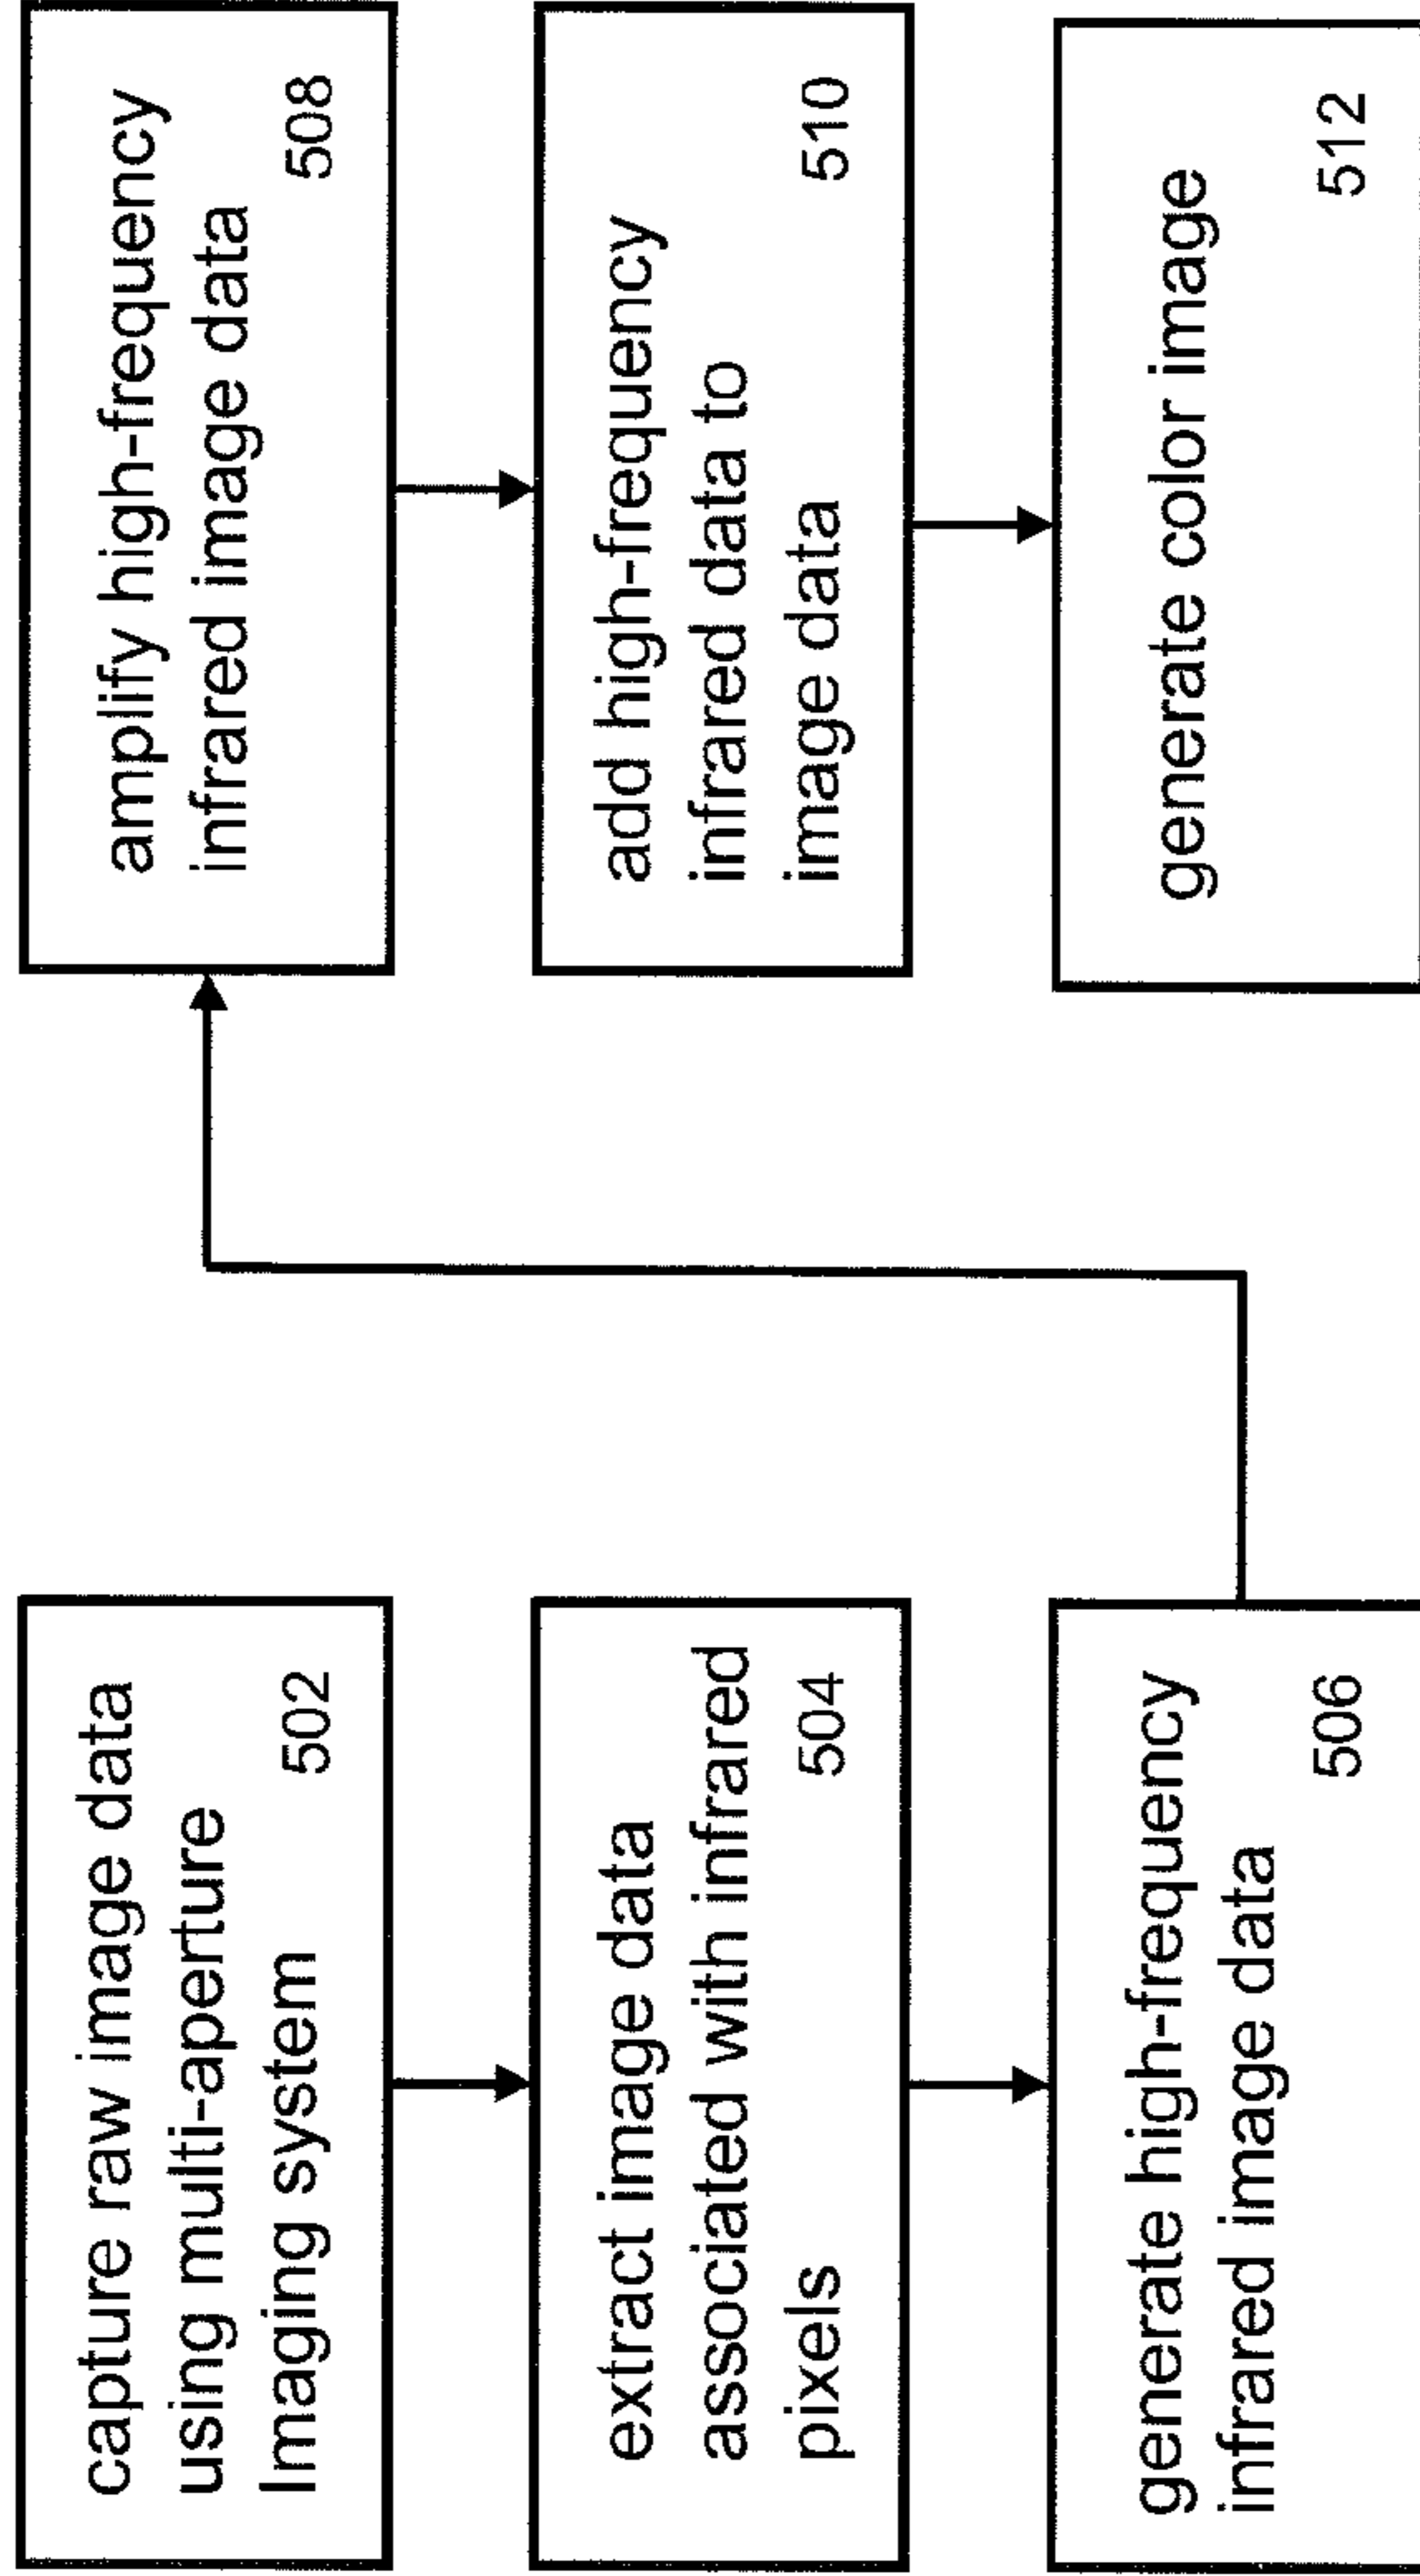 capture raw image data
using multi-aperture
Imaging system
502
extract image data
associated with infrared
pixels
504
generate high-frequency
infrared image data
506
amplify high-frequency
infrared image data
508
add high-frequency
infrared data to
image data
510
generate color image
512